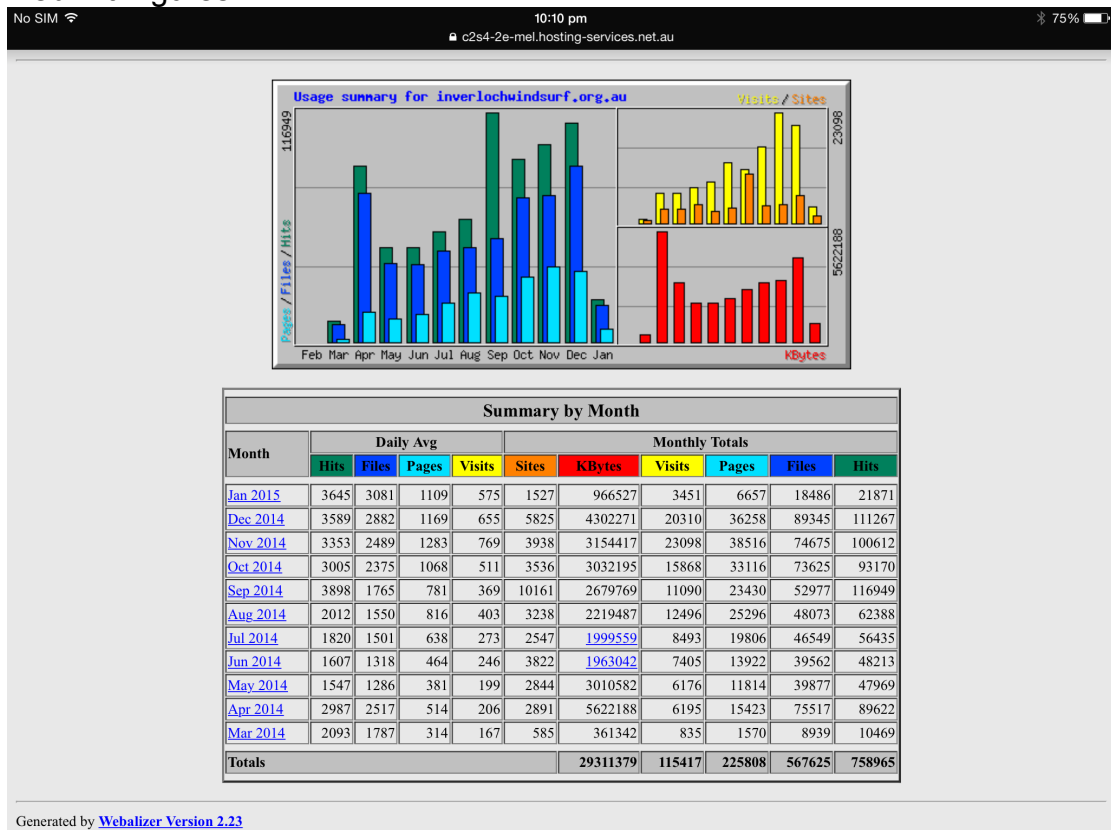 No SIM 10:10 pm 75%
c2s4-2e-mel.hosting-services.net.au
Usage summary for inverlochwindsurf.org.au Visits/Sites
116949
23098
Pages/Files/Hits
5622188
Feb Mar Apr May Jun Jul Aug Sep Oct Nov Dec Jan KBytes
Summary by Month
Month Daily Avg Monthly Totals
Hits Files Pages Visits Sites KBytes Visits Pages Files Hits
Jan 2015 3645 3081 1109 575 1527 966527 3451 6657 18486 21871
Dec 2014 3589 2882 1169 655 5825 4302271 20310 36258 89345 111267
Nov 2014 3353 2489 1283 769 3938 3154417 23098 38516 74675 100612
Oct 2014 3005 2375 1068 511 3536 3032195 15868 33116 73625 93170
Sep 2014 3898 1765 781 369 10161 2679769 11090 23430 52977 116949
Aug 2014 2012 1550 816 403 3238 2219487 12496 25296 48073 62388
Jul 2014 1820 1501 638 273 2547 1999559 8493 19806 46549 56435
Jun 2014 1607 1318 464 246 3822 1963042 7405 13922 39562 48213
May 2014 1547 1286 381 199 2844 3010582 6176 11814 39877 47969
Apr 2014 2987 2517 514 206 2891 5622188 6195 15423 75517 89622
Mar 2014 2093 1787 314 167 585 361342 835 1570 8939 10469
Totals 29311379 115417 225808 567625 758965
Generated by Webalizer Version 2.23